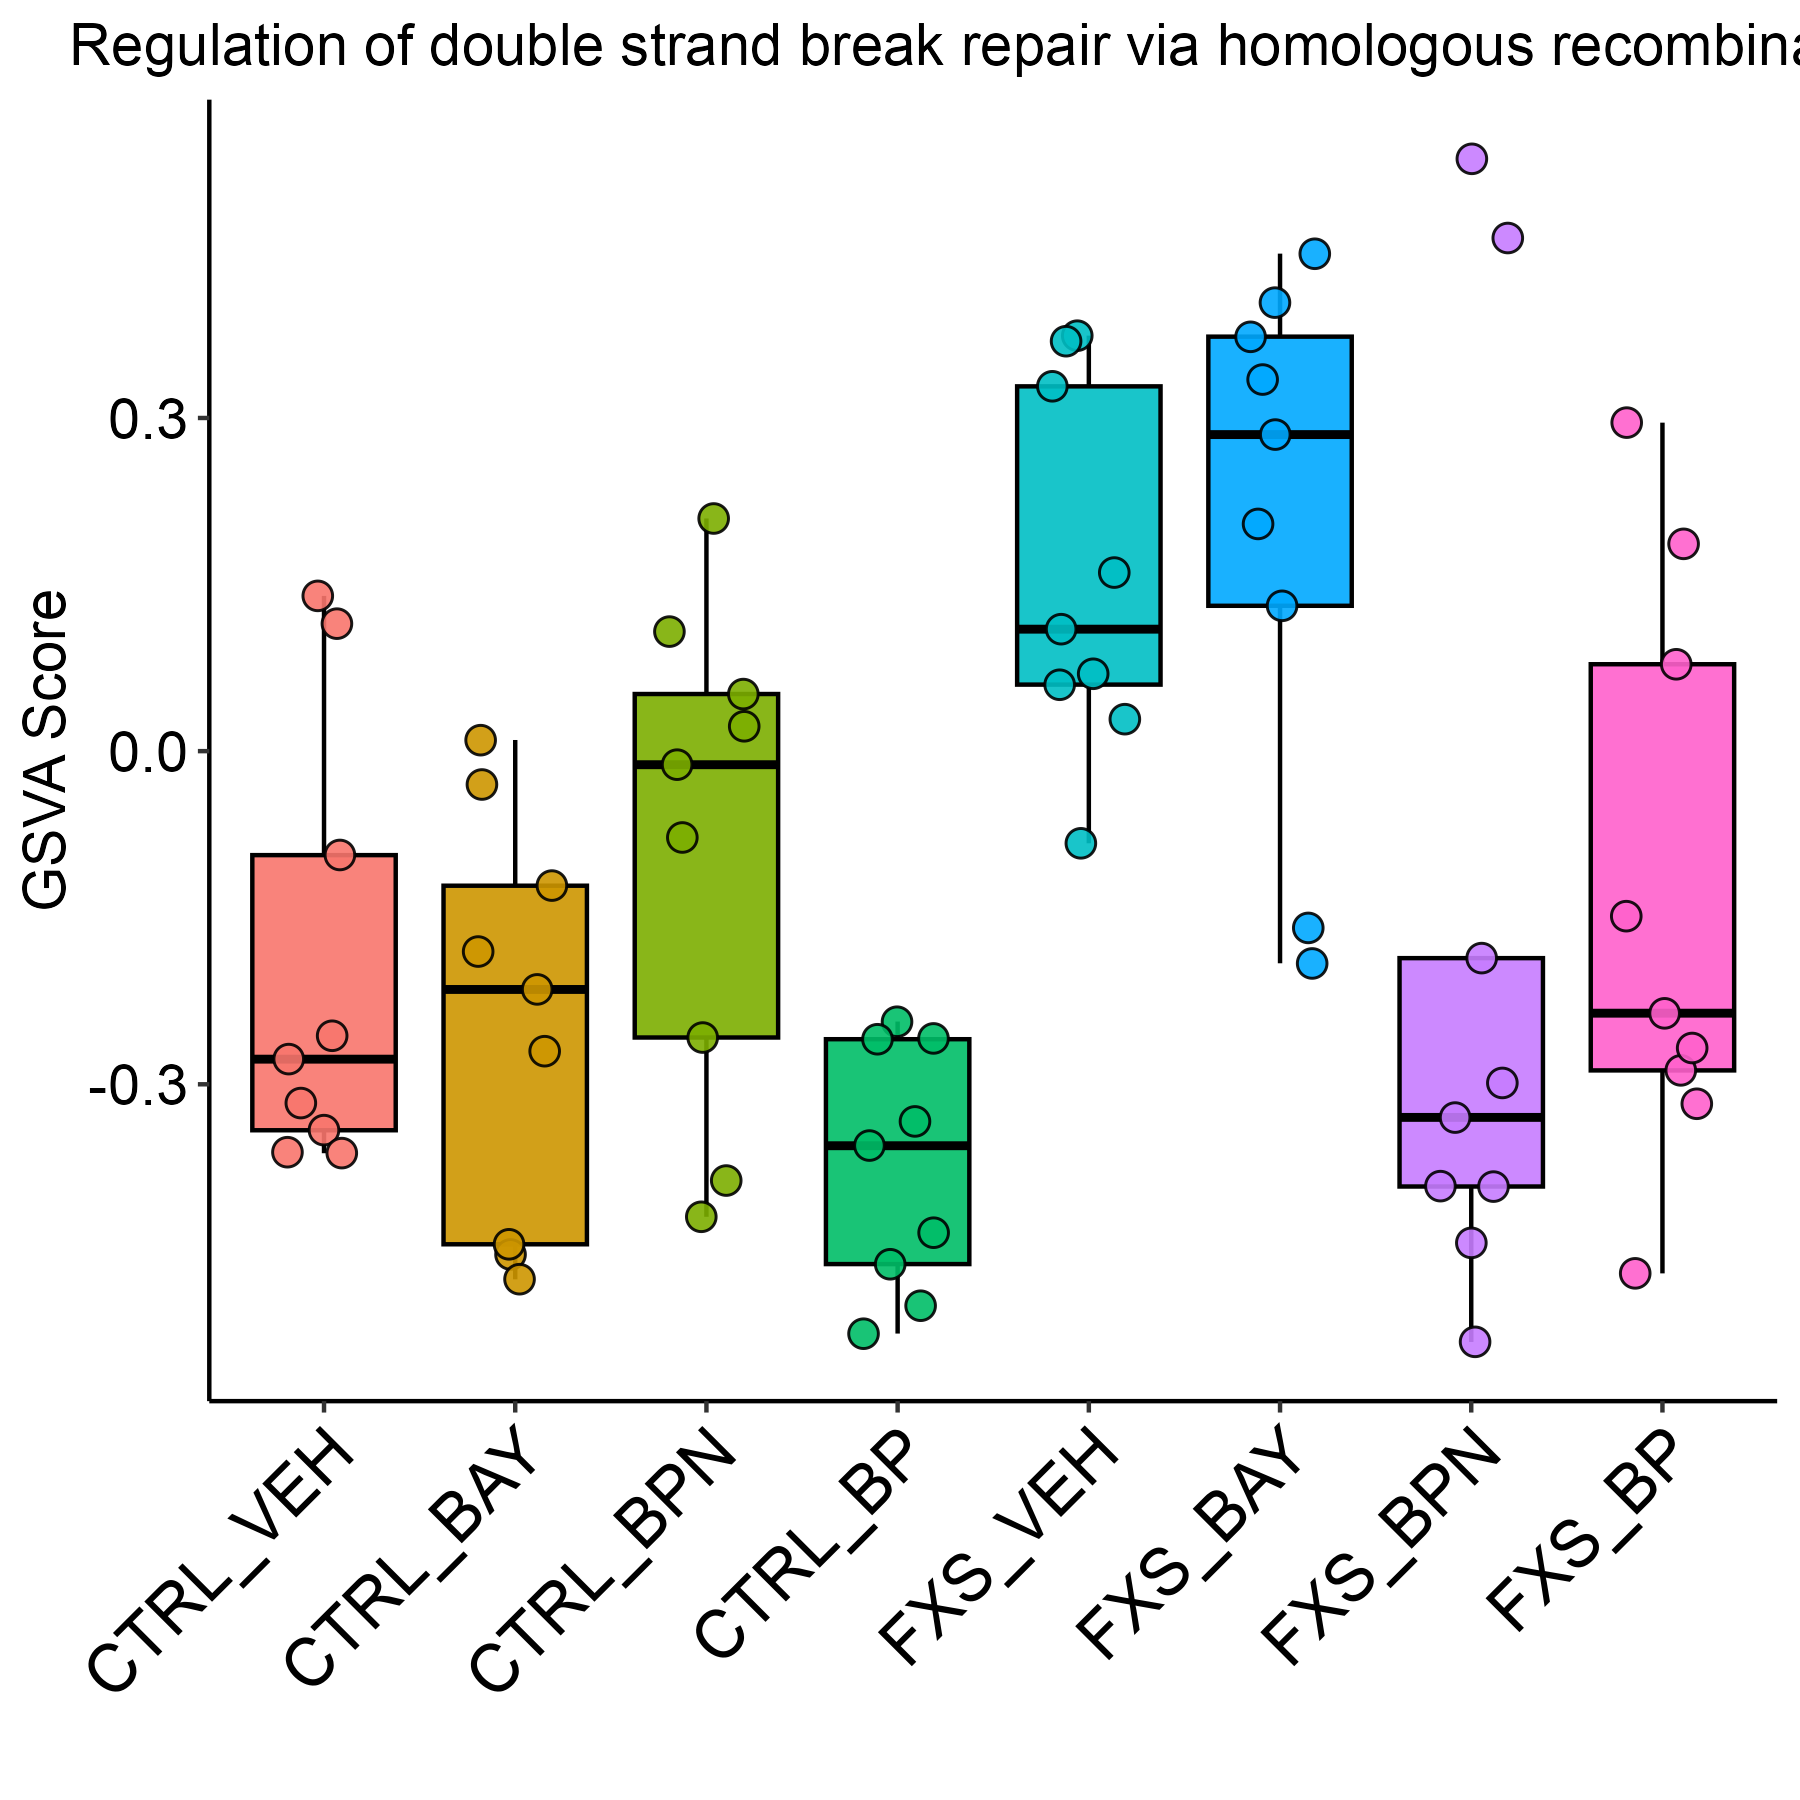 Regulation of double strand break repair via homologous recombina
GSVA Score
0.3
0.0
-0.3
CTRL_VEH
CTRL_BAY
CTRL_BPN
CTRL_BP
FXS_VEH
FXS_BAY
FXS_BPN
FXS_BP